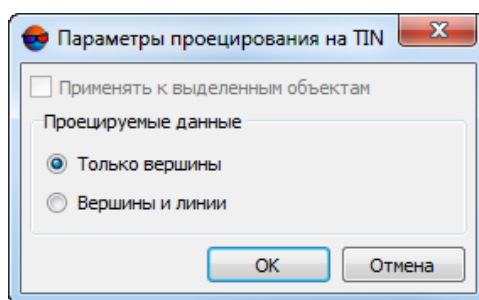 Параметры проецирования на TIN
Применять к выделенным объектам
Проецируемые данные
Только вершины
Вершины и линии
OK
Отмена